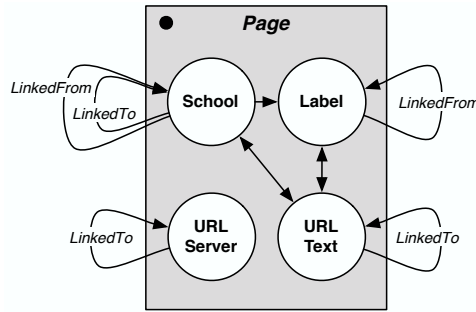 Page
LinkedFrom
LinkedTo
School
Label
LinkedFrom
LinkedTo
URL
Server
URL
Text
LinkedTo